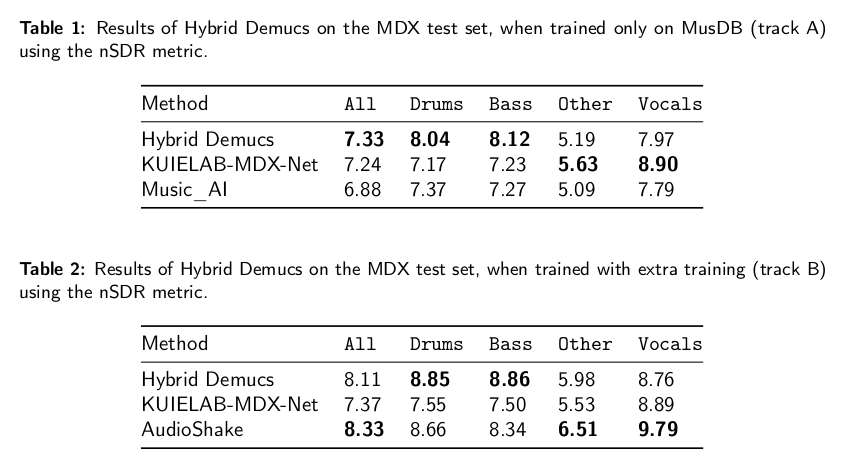 Table 1: Results of Hybrid Demucs on the MDX test set, when trained only on MusDB (track A)
using the nSDR metric.
Method All Drums Bass Other Vocals
Hybrid Demucs 7.33 8.04 8.12 5.19 7.97
KUIELAB-MDX-Net 7.24 7.17 7.23 5.63 8.90
Music_AI 6.88 7.37 7.27 5.09 7.79
Table 2: Results of Hybrid Demucs on the MDX test set, when trained with extra training (track B)
using the nSDR metric.
Method All Drums Bass Other Vocals
Hybrid Demucs 8.11 8.85 8.86 5.98 8.76
KUIELAB-MDX-Net 7.37 7.55 7.50 5.53 8.89
AudioShake 8.33 8.66 8.34 6.51 9.79